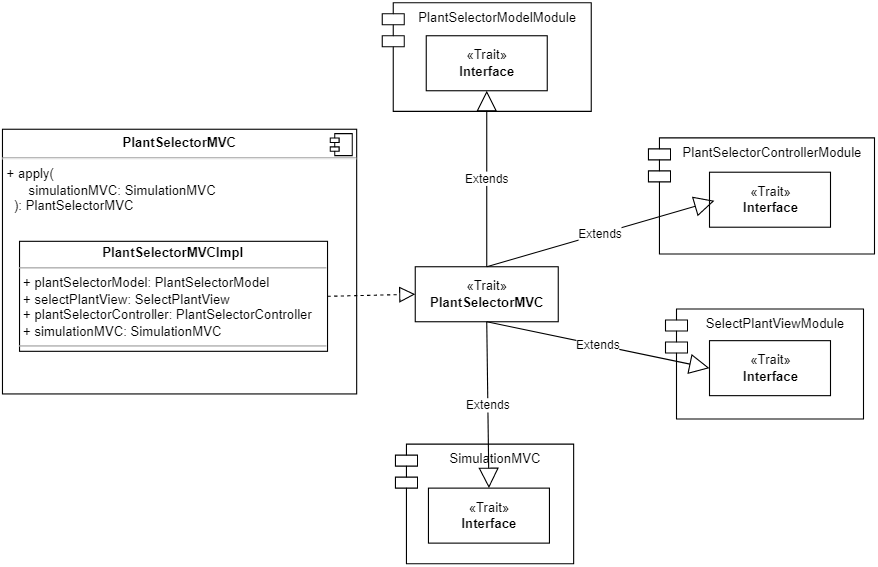 PlantSelectorModelModule
«Trait»
Interface
Extends
PlantSelectorMVC
+ apply(
simulationMVC: SimulationMVC
): PlantSelectorMVC
PlantSelectorMVCImpl
+ plantSelectorModel: PlantSelectorModel
+ selectPlantView: SelectPlantView
+ plantSelectorController: PlantSelectorController
+ simulationMVC: SimulationMVC
PlantSelectorControllerModule
«Trait»
Interface
Extends
«Trait»
PlantSelectorMVC
SelectPlantViewModule
«Trait»
Interface
Extends
Extends
SimulationMVC
«Trait»
Interface